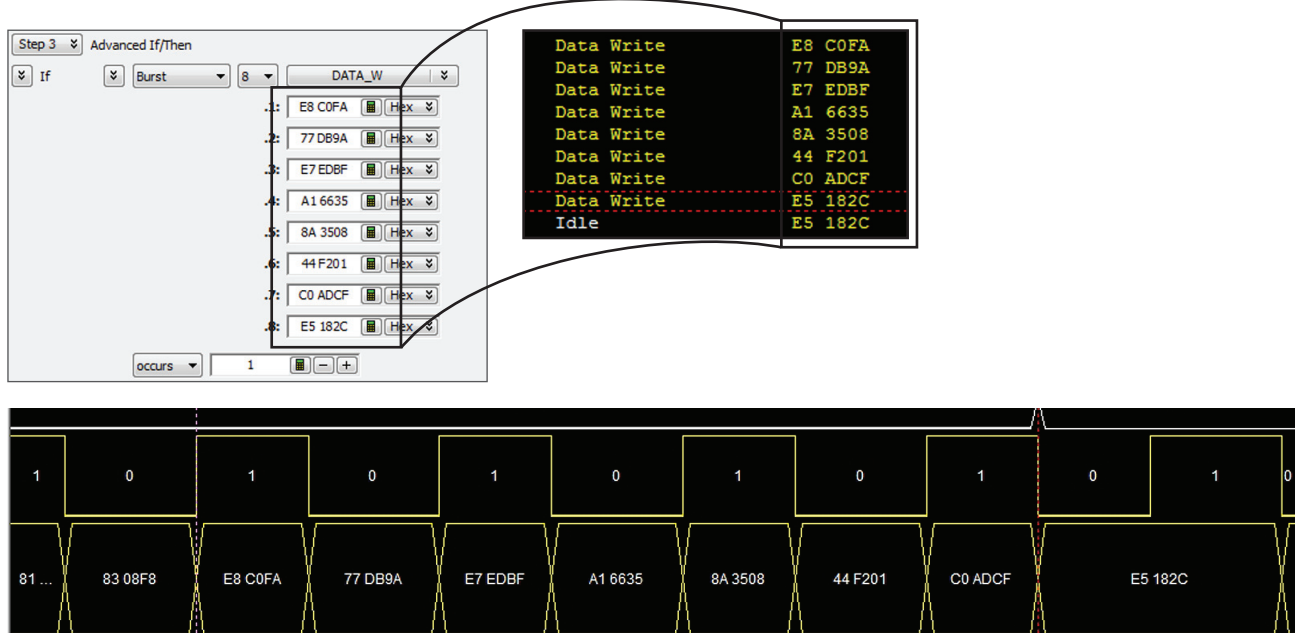 Step 3 Advanced If/Then
If Burst 8 DATA_W
.1: E8 C0FA Hex
.2: 77 DB9A Hex
.3: E7 EDBF Hex
.4: A1 6635 Hex
.5: 8A 3508 Hex
.6: 44 F201 Hex
.7: C0 ADCF Hex
.8: E5 182C Hex
occurs 1
Data Write E8 C0FA
Data Write 77 DB9A
Data Write E7 EDBF
Data Write A1 6635
Data Write 8A 3508
Data Write 44 F201
Data Write C0 ADCF
Data Write E5 182C
Idle E5 182C
1 0 1 0 1 0 1 0 1 0 1 0
81 ... 83 08F8 E8 C0FA 77 DB9A E7 EDBF A1 6635 8A 3508 44 F201 C0 ADCF E5 182C